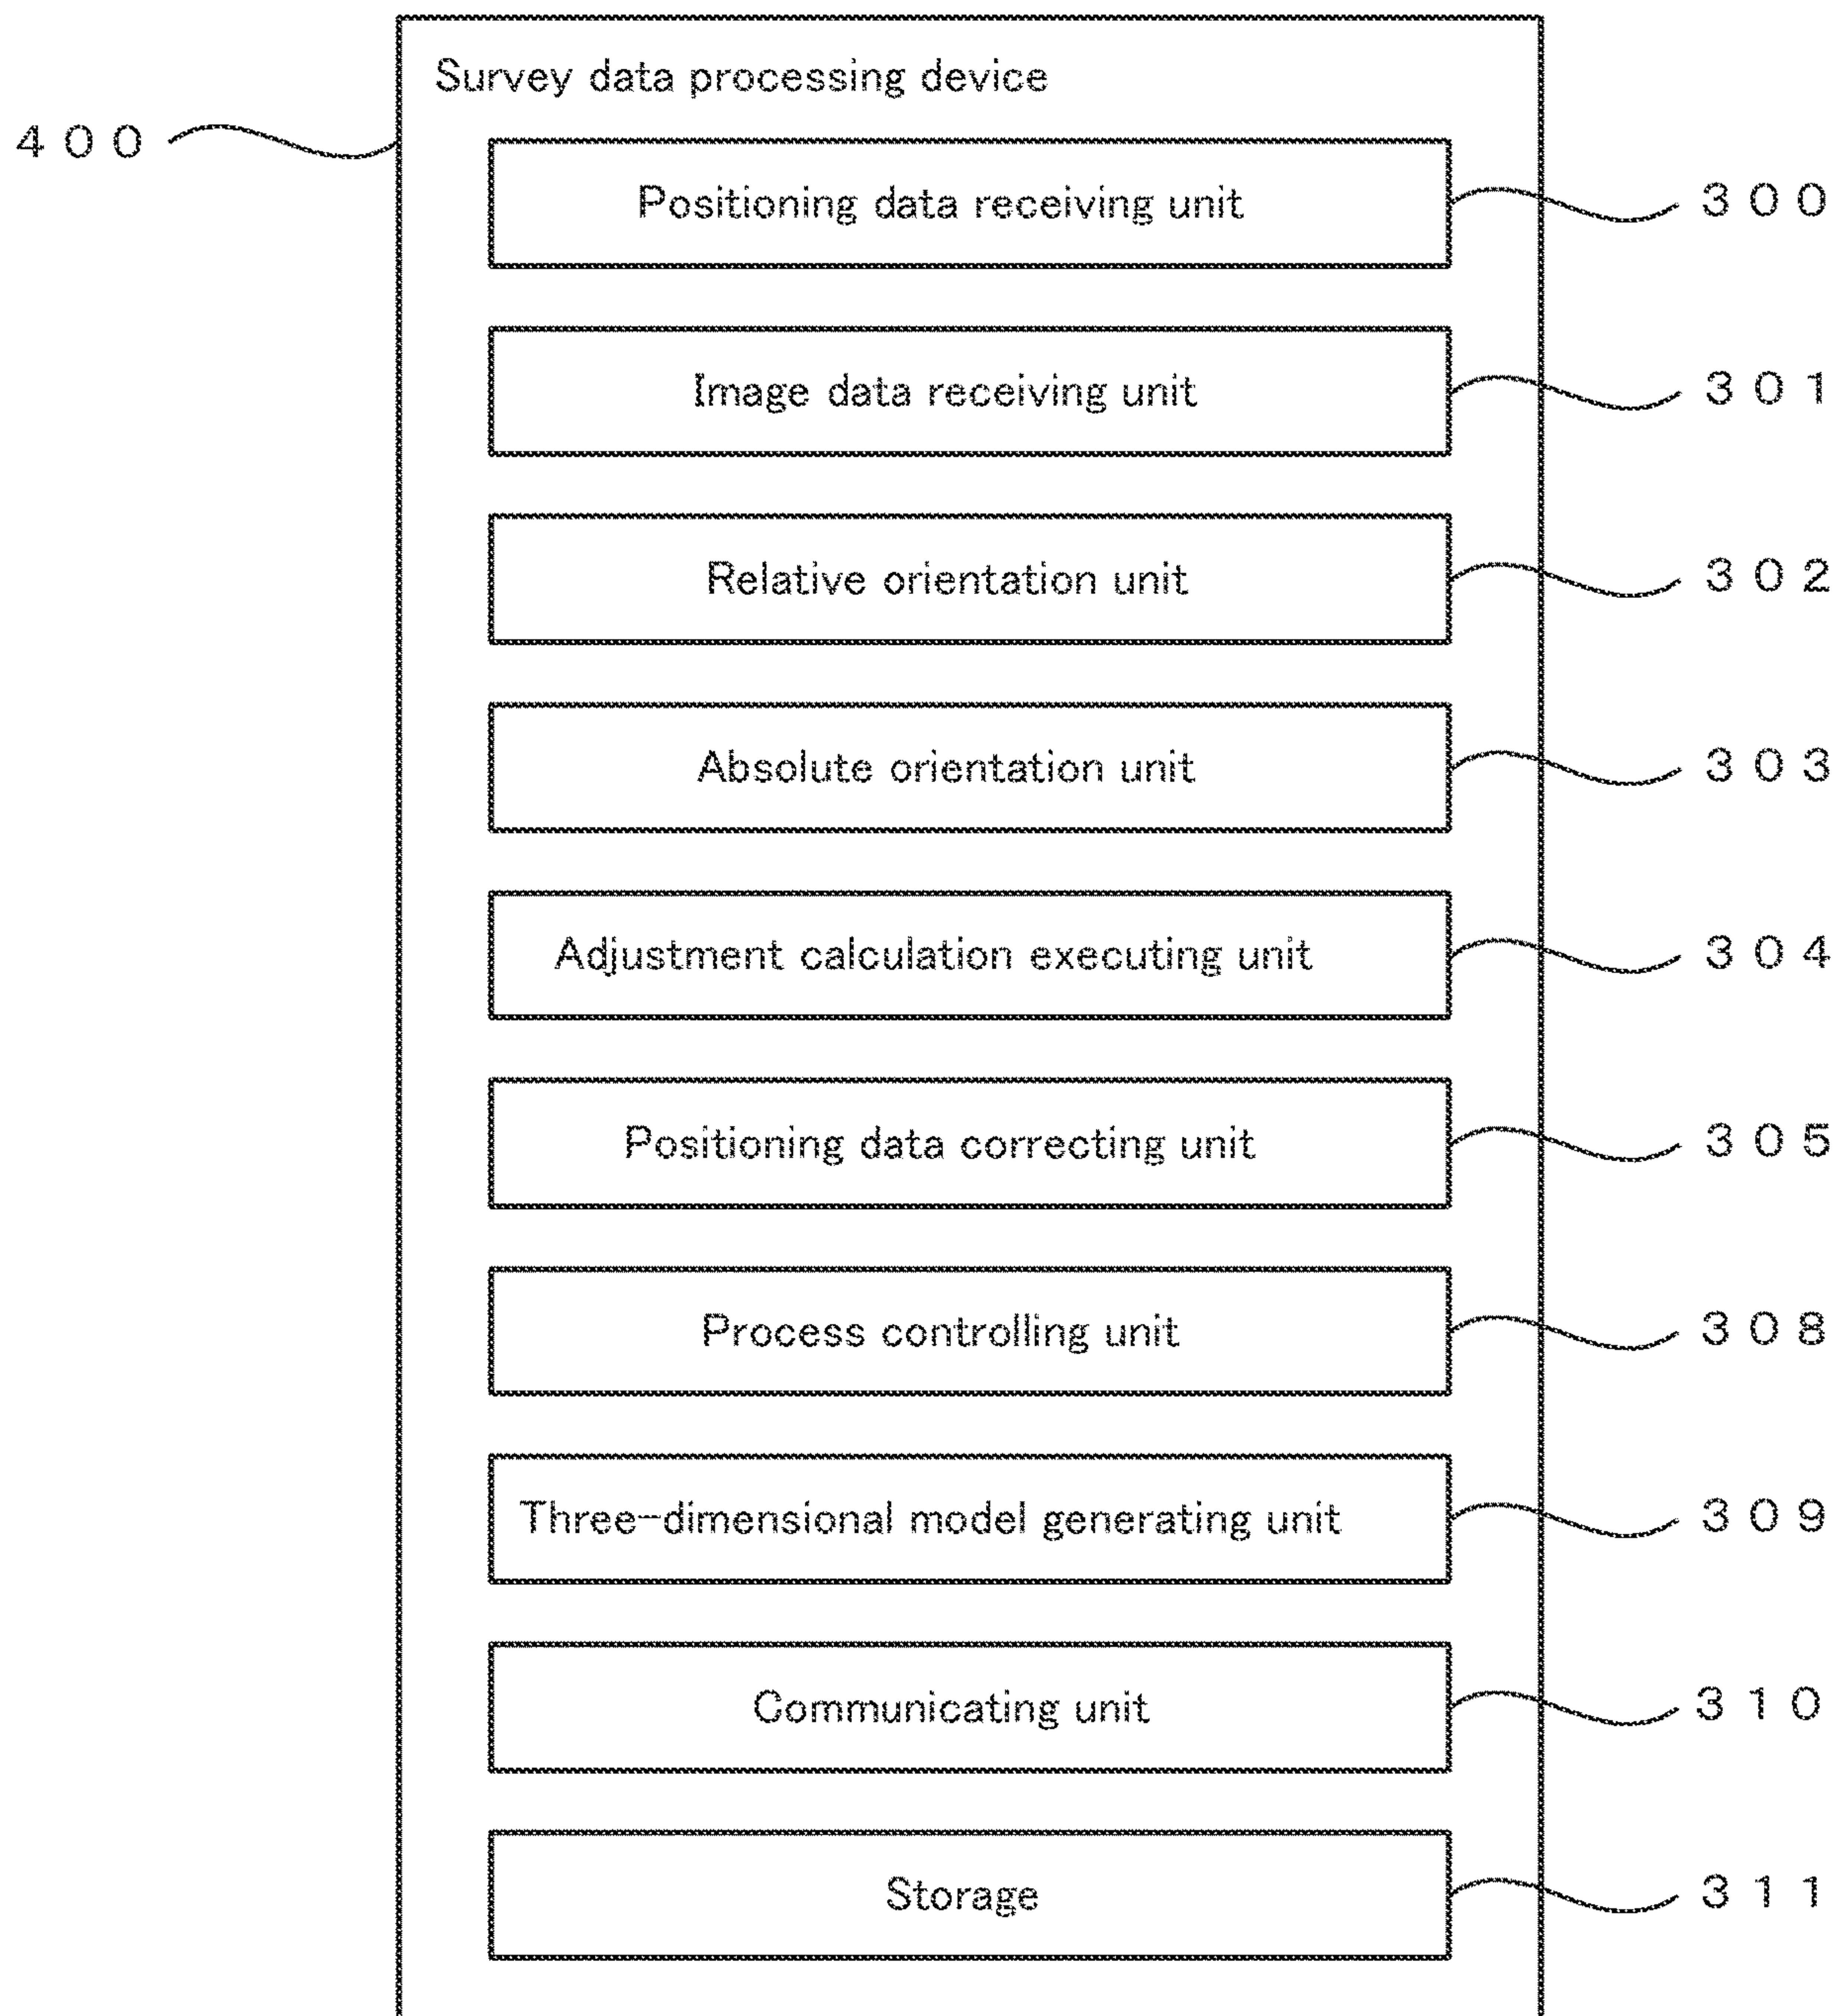 Survey data processing device
400
Positioning data receiving unit
300
Image data receiving unit
301
Relative orientation unit
302
Absolute orientation unit
303
Adjustment calculation executing unit
304
Positioning data correcting unit
305
Process controlling unit
308
Three-dimensional model generating unit
309
Communicating unit
310
Storage
311